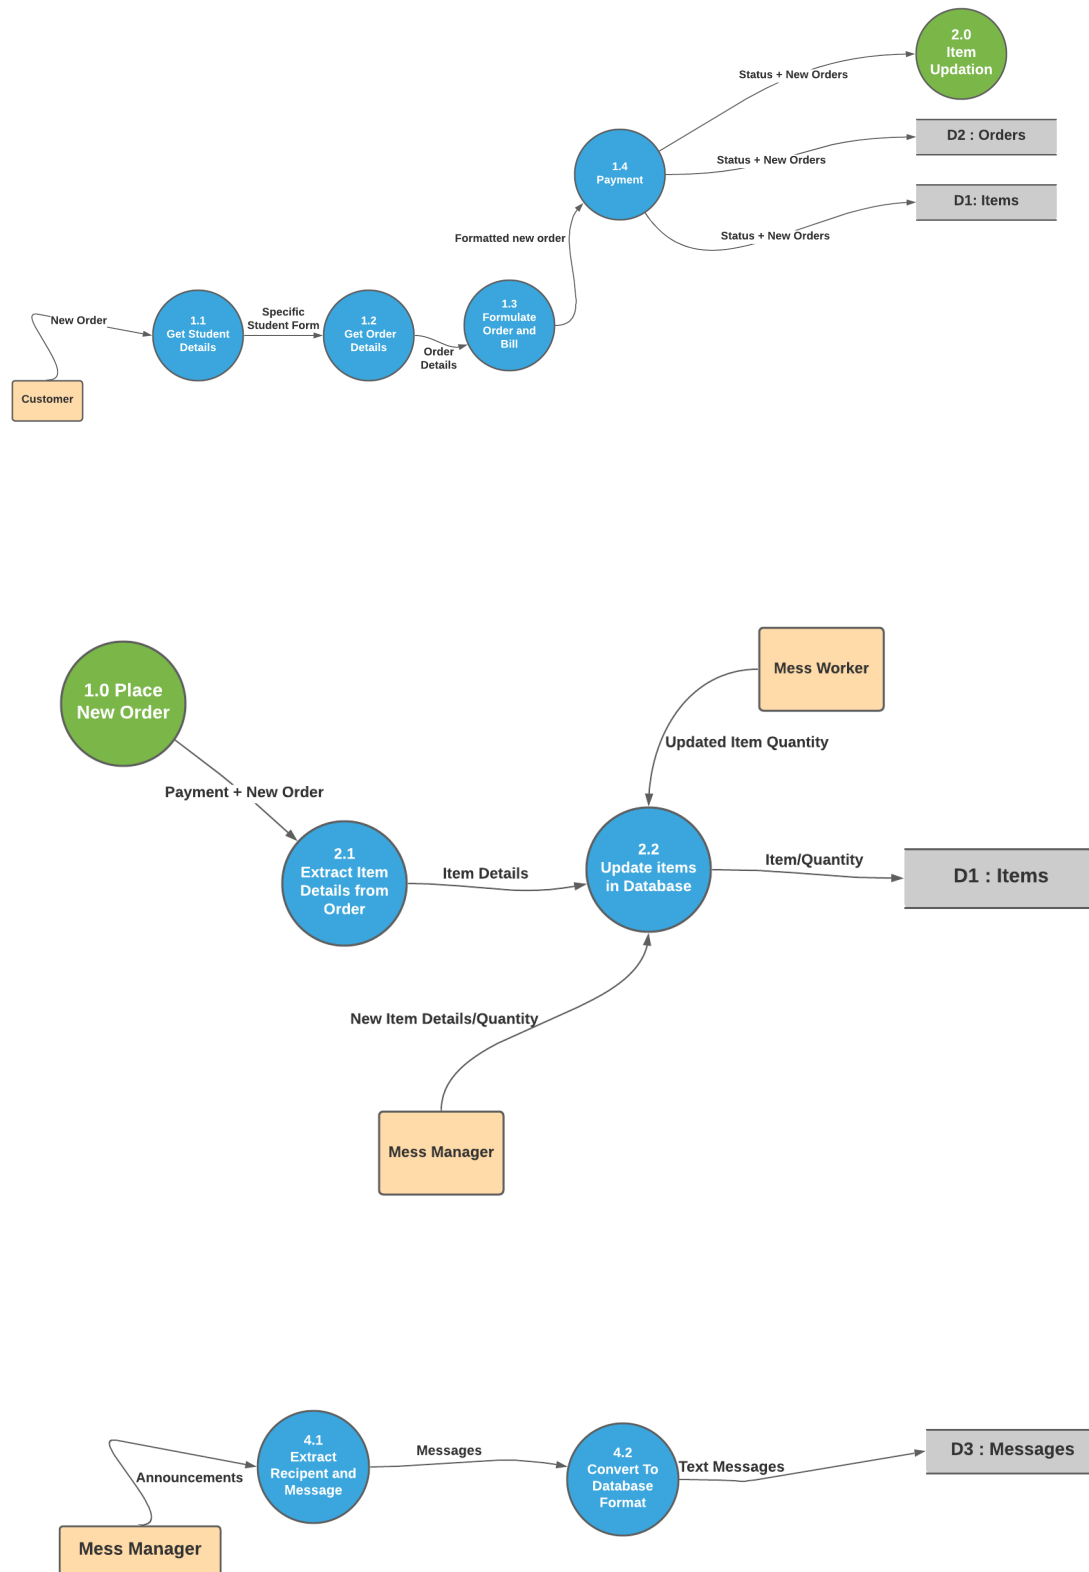 2.0
Item
Updation
Status + New Orders
D2 : Orders
1.4
Payment
Status + New Orders
D1: Items
Status + New Orders
Formatted new order
New Order
1.1
Get Student
Details
Specific
Student Form
1.2
Get Order
Details
Order
Details
1.3
Formulate
Order and
Bill
Customer
Mess Worker
1.0 Place
New Order
Updated Item Quantity
Payment + New Order
2.1
Extract Item
Details from
Order
Item Details
2.2
Update items
in Database
Item/Quantity
D1 : Items
New Item Details/Quantity
Mess Manager
4.1
Extract
Recipent and
Message
Messages
4.2
Convert To
Database
Format
Text Messages
D3 : Messages
Announcements
Mess Manager